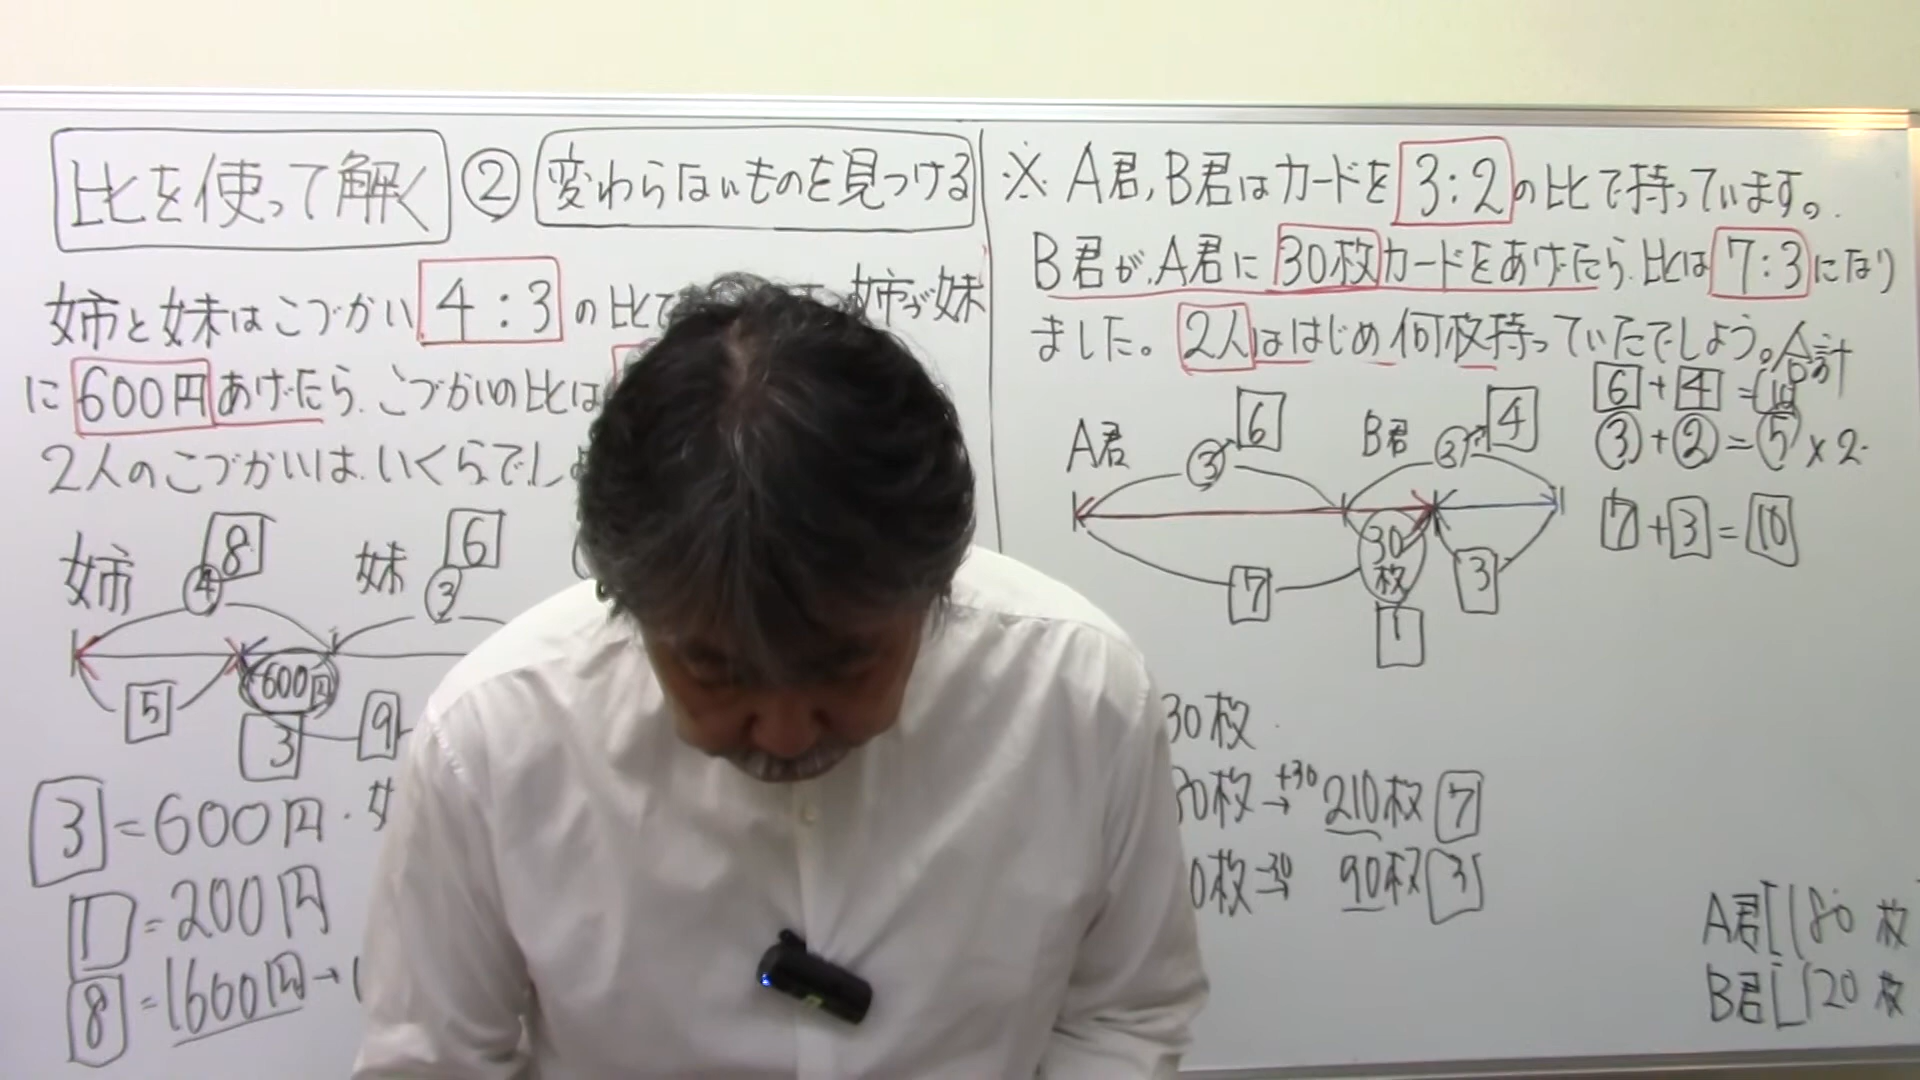 比を使って解く ② 変わらないものを見つける
姉と妹はこづかい 4:3 の比で
姉が妹
に 600円 あげたら、こづかいの比は
2人のこづかいは、いくらでしょ
姉 8 妹 6
④ ③
600円
5 3 9
3 =600円.
1 =200円
8 =1600円→
※ A君,B君はカードを 3:2 の比で持っています。
B君が、A君に 30枚 カードをあげたら、比は 7:3 になり
ました。 2人 ははじめ何枚持っていたでしょう。
合計
6 + 4 = 10
③+②=⑤×2
7 + 3 = 10
A君 ③ 6 B君 ③ 4
30枚
7 1 3
30枚
0枚 +30→ 210枚 7
0枚 -30→ 90枚 3
A君[180 枚
B君[120 枚